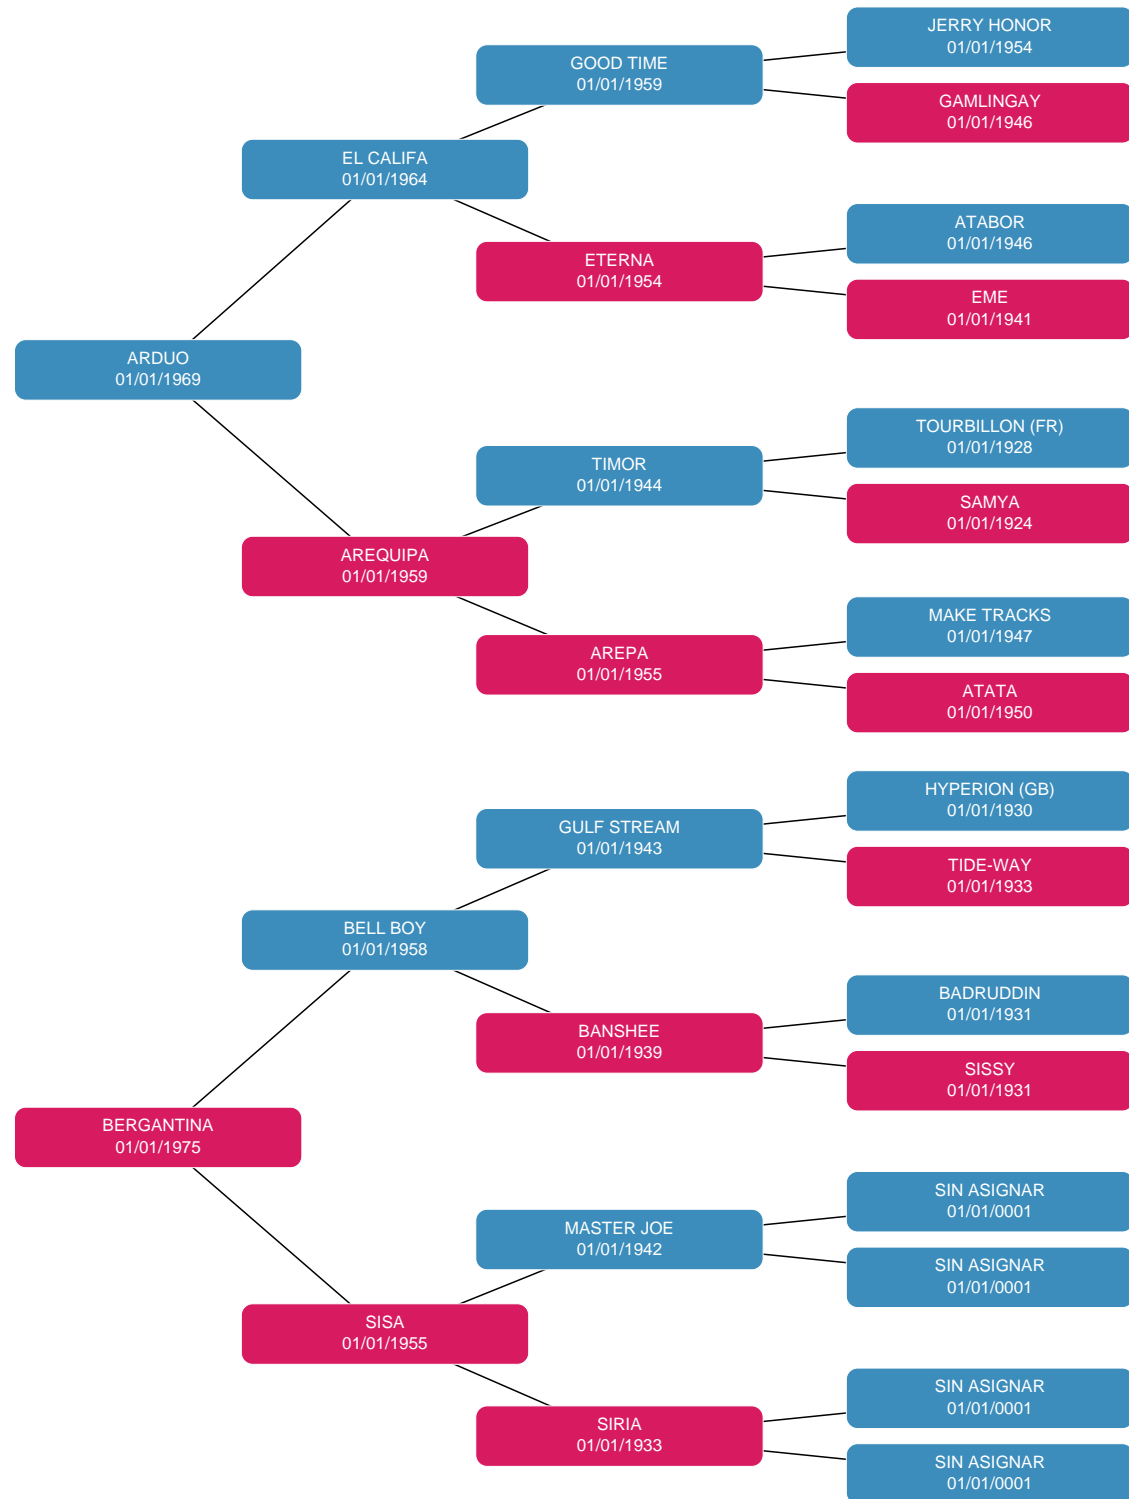 JERRY HONOR
01/01/1954
GOOD TIME
01/01/1959
GAMLINGAY
01/01/1946
EL CALIFA
01/01/1964
ATABOR
01/01/1946
ETERNA
01/01/1954
EME
01/01/1941
ARDUO
01/01/1969
TOURBILLON (FR)
01/01/1928
TIMOR
01/01/1944
SAMYA
01/01/1924
AREQUIPA
01/01/1959
MAKE TRACKS
01/01/1947
AREPA
01/01/1955
ATATA
01/01/1950
HYPERION (GB)
01/01/1930
GULF STREAM
01/01/1943
TIDE-WAY
01/01/1933
BELL BOY
01/01/1958
BADRUDDIN
01/01/1931
BANSHEE
01/01/1939
SISSY
01/01/1931
BERGANTINA
01/01/1975
SIN ASIGNAR
01/01/0001
MASTER JOE
01/01/1942
SIN ASIGNAR
01/01/0001
SISA
01/01/1955
SIN ASIGNAR
01/01/0001
SIRIA
01/01/1933
SIN ASIGNAR
01/01/0001